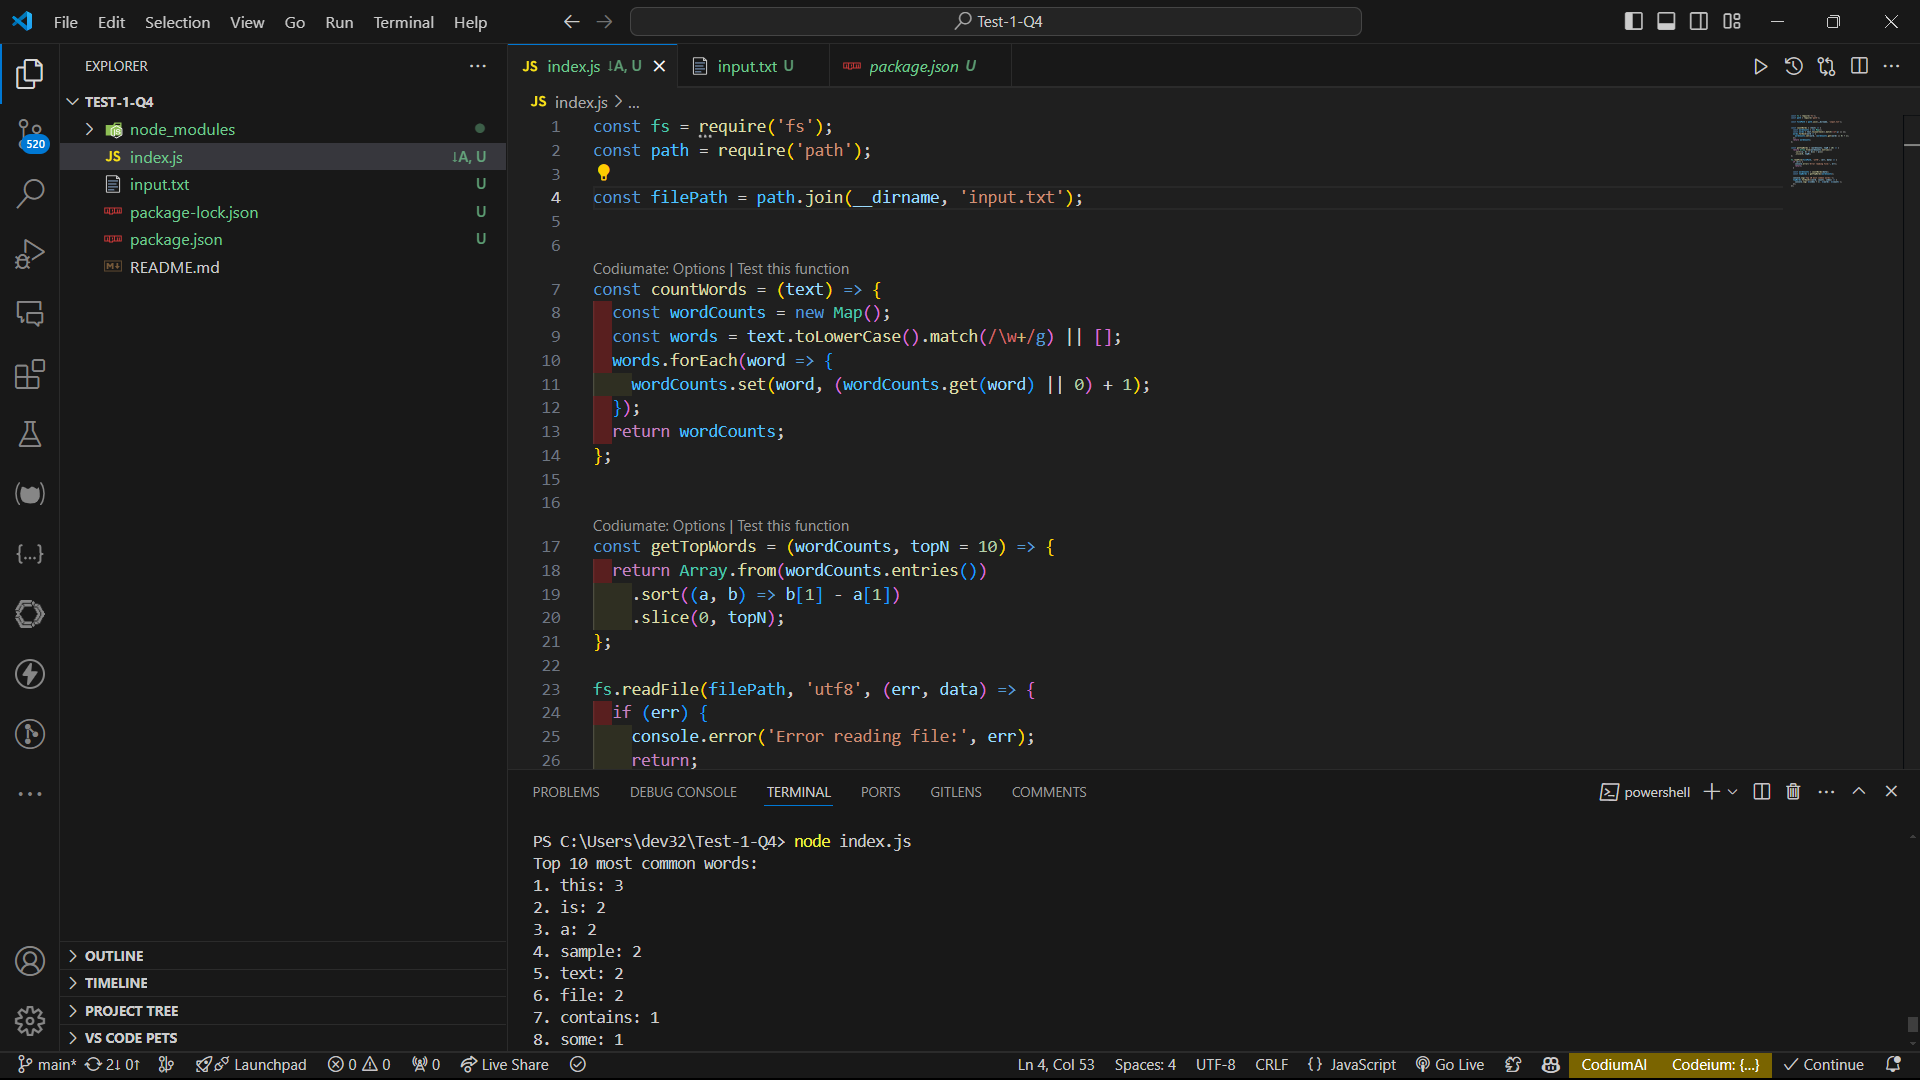 File Edit Selection View Go Run Terminal Help
Test-1-Q4
EXPLORER
TEST-1-Q4
node_modules
JS index.js ↓A, U
input.txt U
package-lock.json U
package.json U
README.md
OUTLINE
TIMELINE
PROJECT TREE
VS CODE PETS
520
JS index.js ↓A, U
input.txt U
package.json U
JS index.js > ...
1 const fs = require('fs');
2 const path = require('path');
3
4 const filePath = path.join(__dirname, 'input.txt');
5
6
Codiumate: Options | Test this function
7 const countWords = (text) => {
8 const wordCounts = new Map();
9 const words = text.toLowerCase().match(/\w+/g) || [];
10 words.forEach(word => {
11 wordCounts.set(word, (wordCounts.get(word) || 0) + 1);
12 });
13 return wordCounts;
14 };
15
16
Codiumate: Options | Test this function
17 const getTopWords = (wordCounts, topN = 10) => {
18 return Array.from(wordCounts.entries())
19 .sort((a, b) => b[1] - a[1])
20 .slice(0, topN);
21 };
22
23 fs.readFile(filePath, 'utf8', (err, data) => {
24 if (err) {
25 console.error('Error reading file:', err);
26 return;
PROBLEMS DEBUG CONSOLE TERMINAL PORTS GITLENS COMMENTS
powershell
PS C:\Users\dev32\Test-1-Q4> node index.js
Top 10 most common words:
1. this: 3
2. is: 2
3. a: 2
4. sample: 2
5. text: 2
6. file: 2
7. contains: 1
8. some: 1
main* 2↓ 0↑ Launchpad 0 0 0 Live Share
Ln 4, Col 53 Spaces: 4 UTF-8 CRLF {} JavaScript Go Live CodiumAI Codeium: {...} Continue